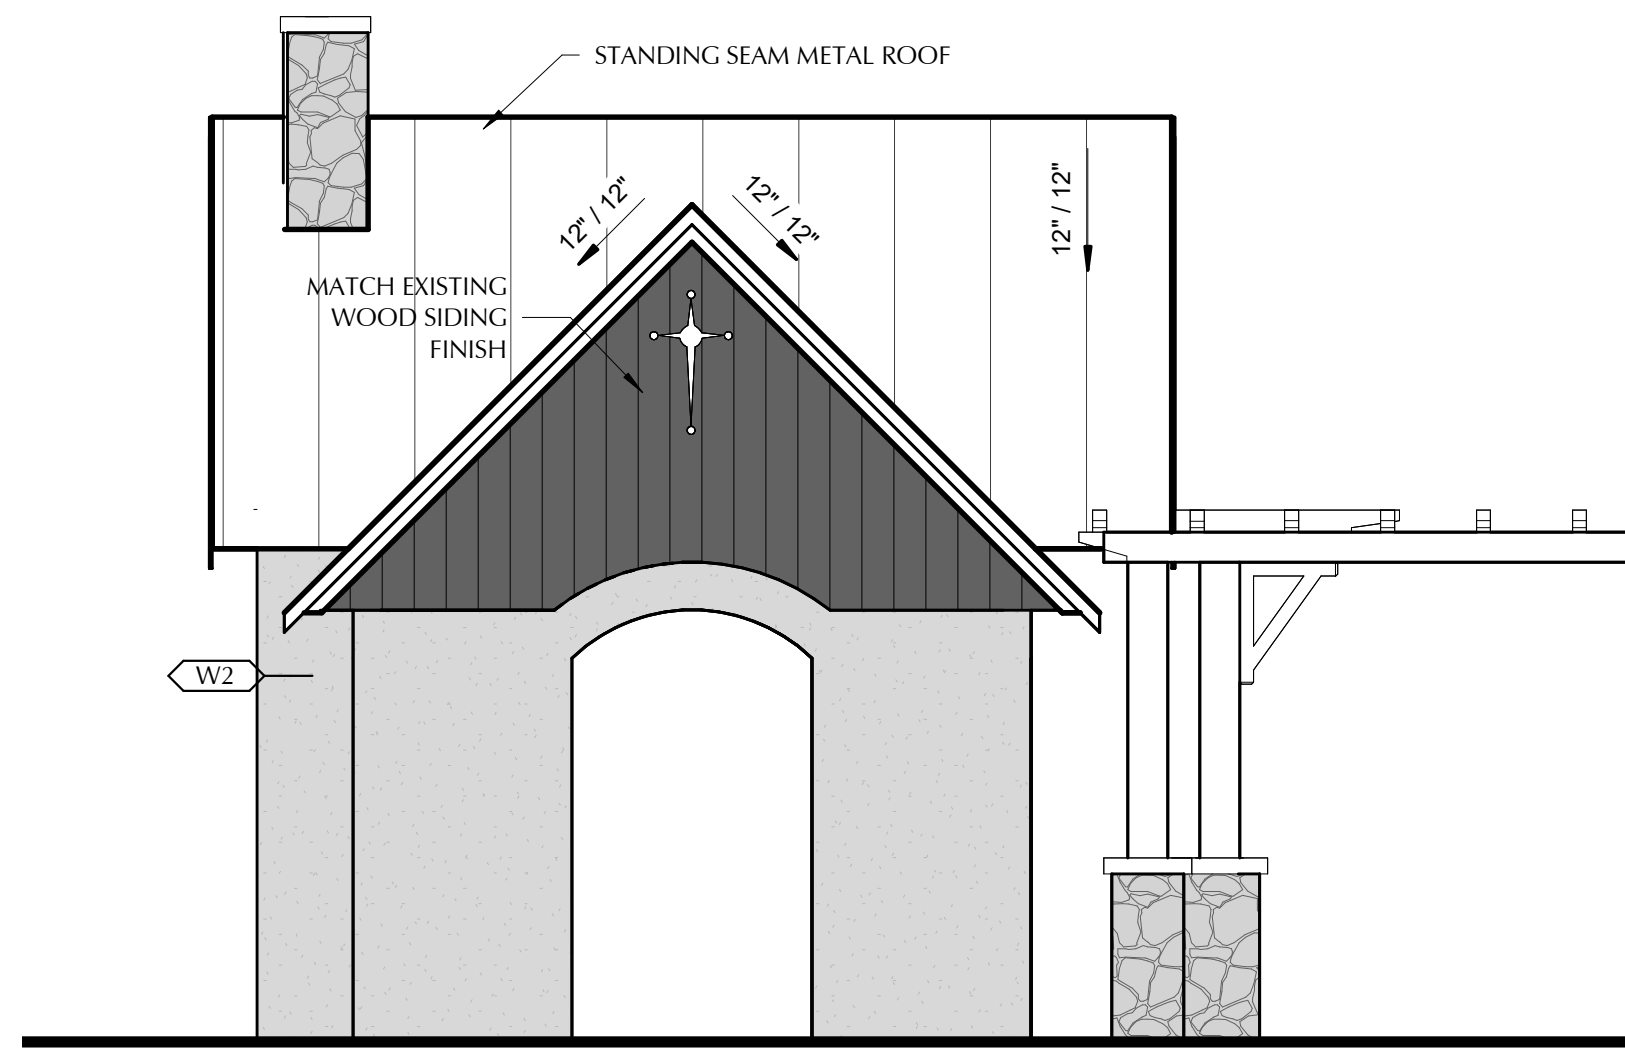 STANDING SEAM METAL ROOF
12" / 12"
12" / 12"
12" / 12"
MATCH EXISTING
WOOD SIDING
FINISH
W2